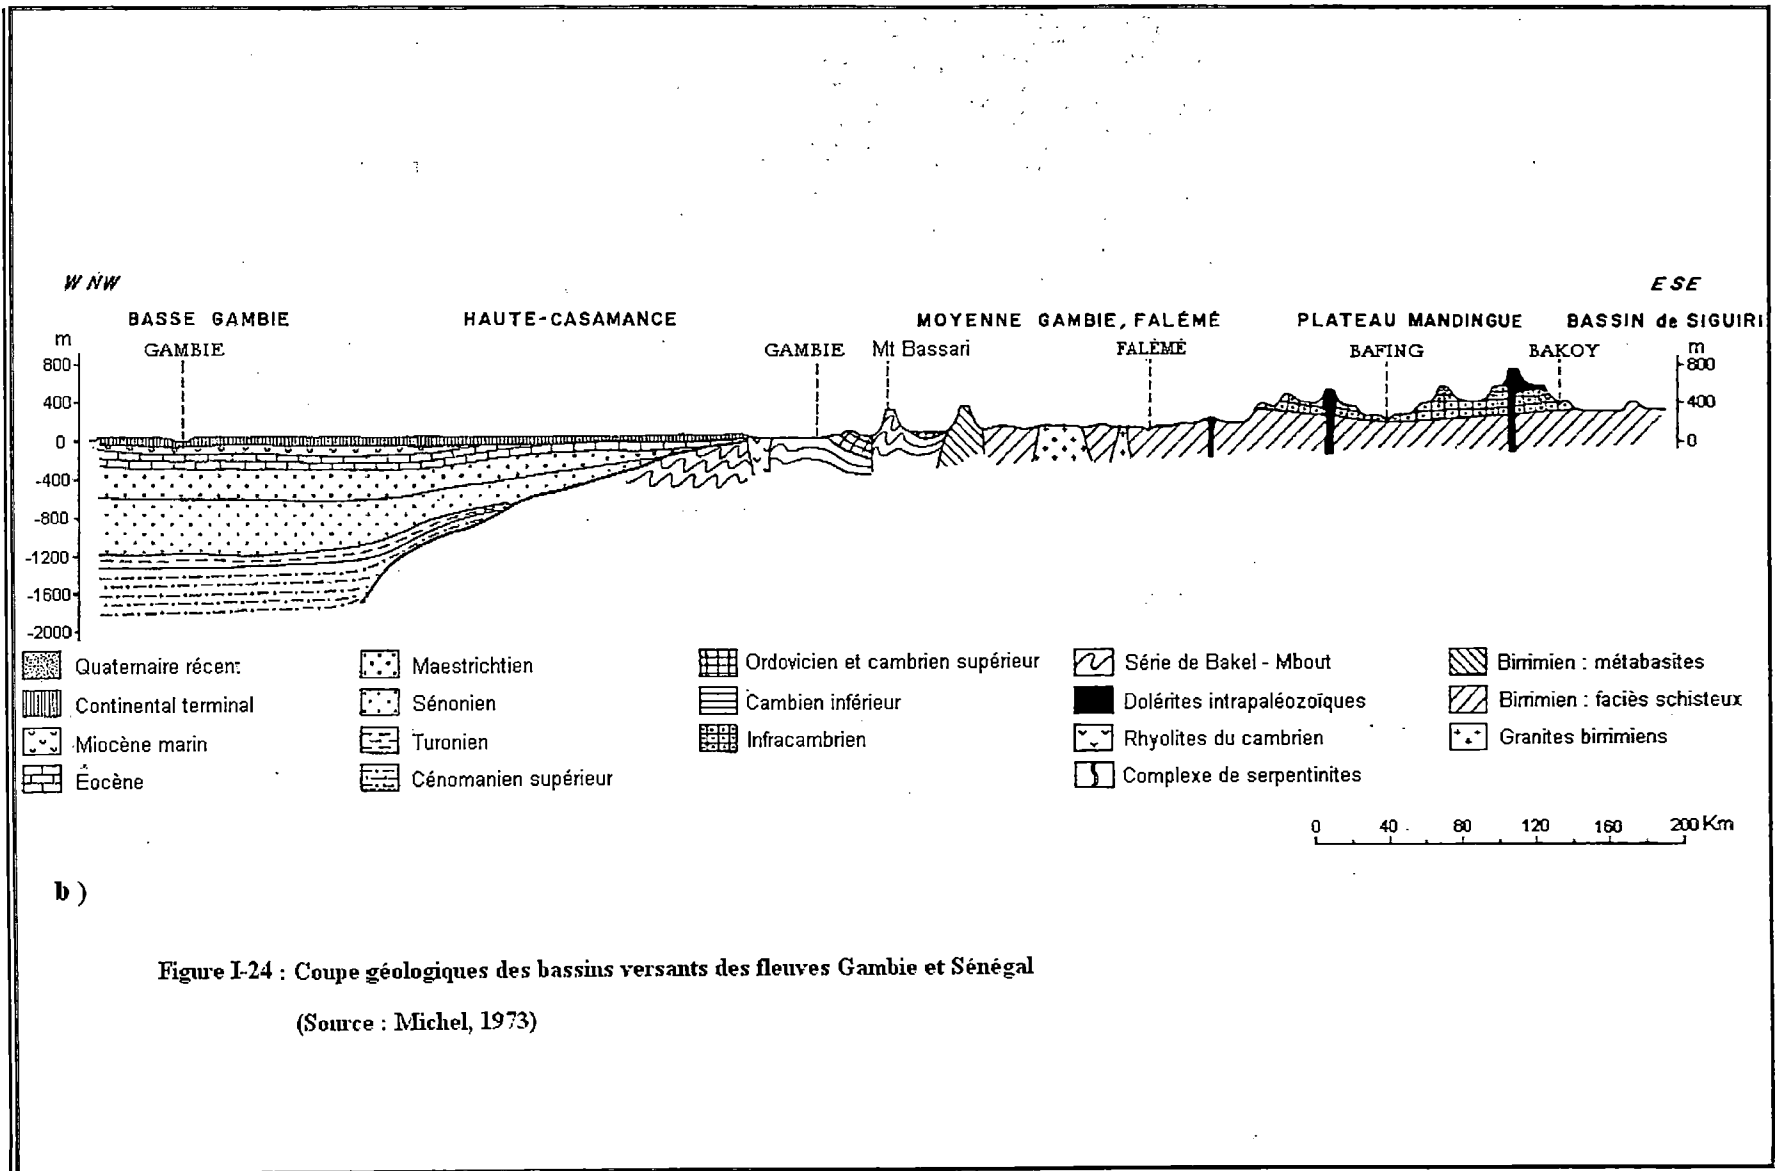 W NW
ESE
BASSE GAMBIE HAUTE-CASAMANCE MOYENNE GAMBIE, FALÉMÉ PLATEAU MANDINGUE BASSIN de SIGUIRI
m GAMBIE GAMBIE Mt Bassari FALÈMÈ BAFING BAKOY m
800 800
400 400
0 0
-400
-800
-1200
-1600
-2000
Quaternaire récent Maestrichtien Ordovicien et cambrien supérieur Série de Bakel - Mbout Birrimien : métabasites
Continental terminal Sénonien Cambien inférieur Dolérites intrapaléozoïques Birrimien : faciès schisteux
Miocène marin Turonien Infracambrien Rhyolites du cambrien Granites birrimiens
Éocène Cénomanien supérieur Complexe de serpentinites
0 40 80 120 160 200 Km
b )
Figure I-24 : Coupe géologiques des bassins versants des fleuves Gambie et Sénégal
(Source : Michel, 1973)